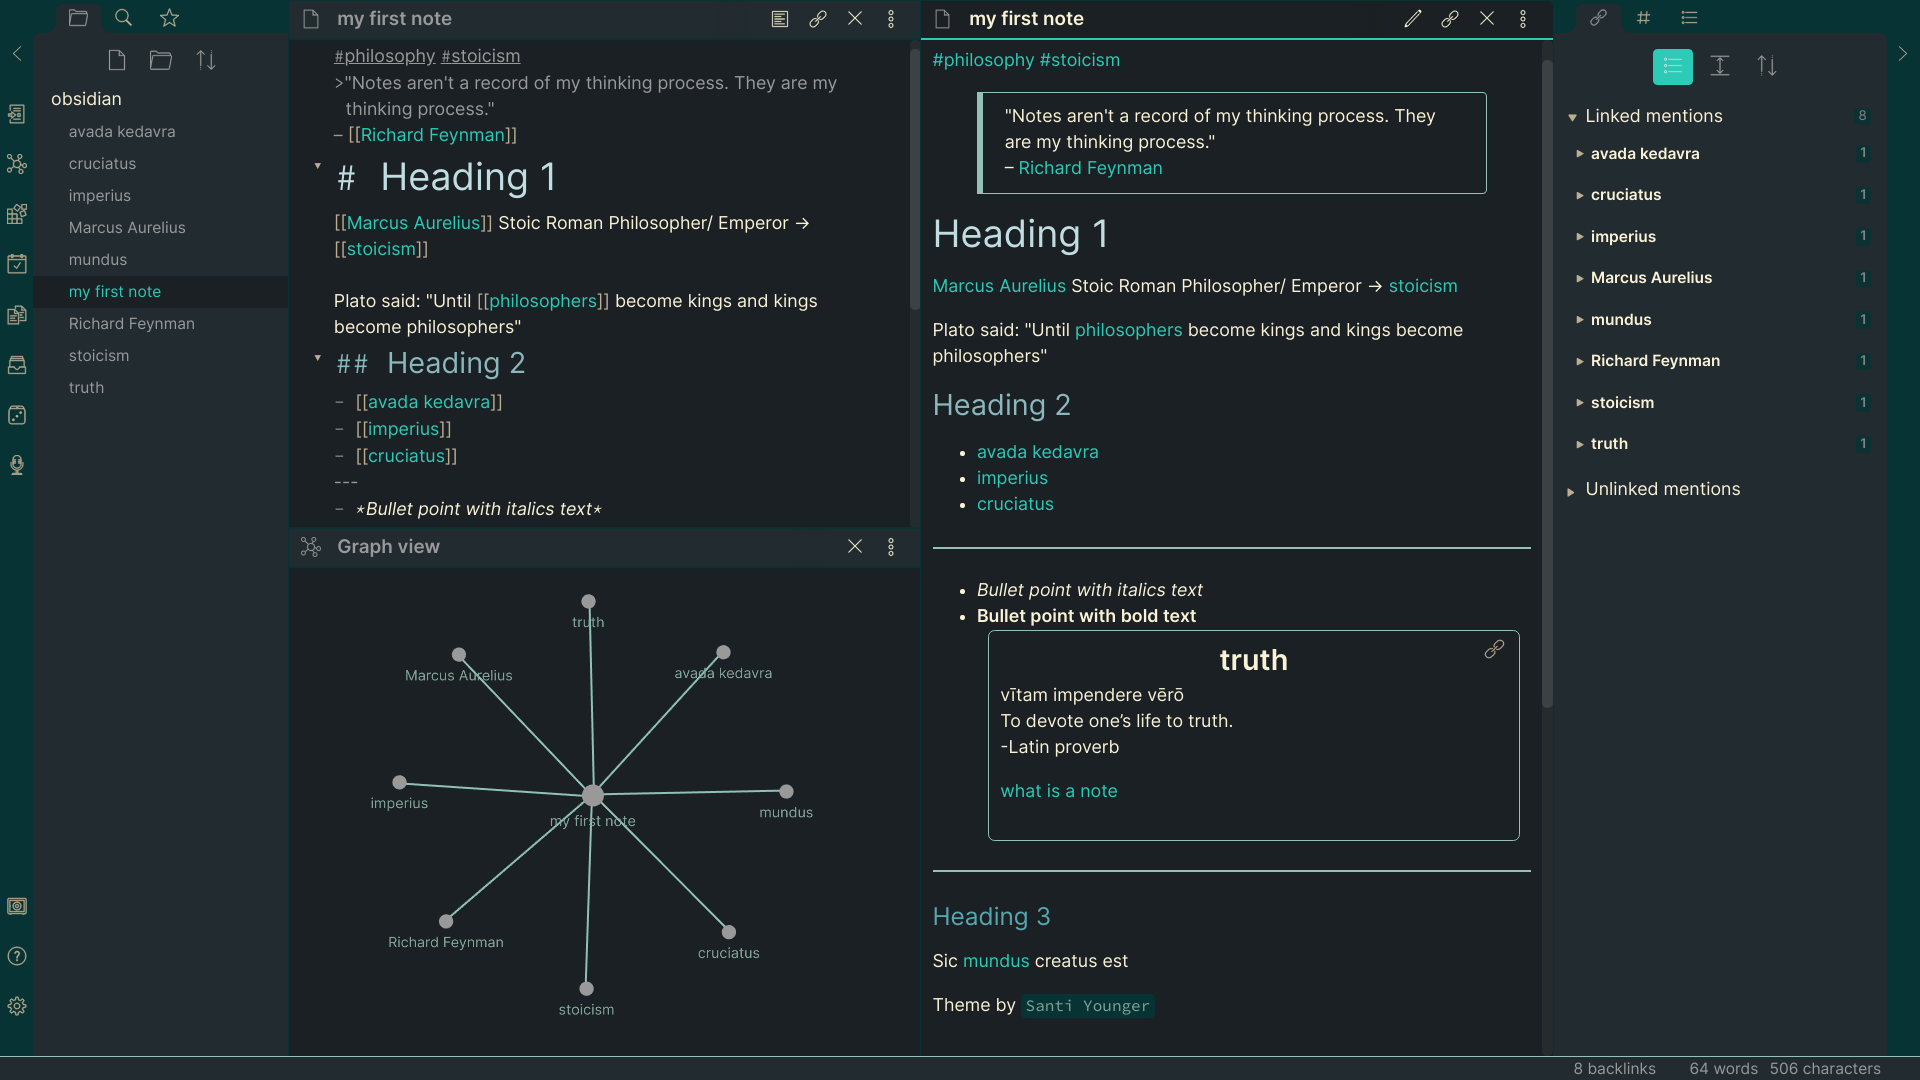 obsidian
avada kedavra
cruciatus
imperius
Marcus Aurelius
mundus
my first note
Richard Feynman
stoicism
truth
my first note
#philosophy #stoicism
>"Notes aren't a record of my thinking process. They are my
thinking process."
– [[Richard Feynman]]
# Heading 1
[[Marcus Aurelius]] Stoic Roman Philosopher/ Emperor →
[[stoicism]]
Plato said: "Until [[philosophers]] become kings and kings
become philosophers"
## Heading 2
- [[avada kedavra]]
- [[imperius]]
- [[cruciatus]]
---
- *Bullet point with italics text*
Graph view
truth
Marcus Aurelius
avada kedavra
imperius
mundus
my first note
Richard Feynman
cruciatus
stoicism
my first note
#philosophy #stoicism
"Notes aren't a record of my thinking process. They
are my thinking process."
– Richard Feynman
Heading 1
Marcus Aurelius Stoic Roman Philosopher/ Emperor → stoicism
Plato said: "Until philosophers become kings and kings become
philosophers"
Heading 2
• avada kedavra
• imperius
• cruciatus
• Bullet point with italics text
• Bullet point with bold text
truth
vītam impendere vērō
To devote one’s life to truth.
-Latin proverb
what is a note
Heading 3
Sic mundus creatus est
Theme by Santi Younger
Linked mentions 8
avada kedavra 1
cruciatus 1
imperius 1
Marcus Aurelius 1
mundus 1
Richard Feynman 1
stoicism 1
truth 1
Unlinked mentions
8 backlinks 64 words 506 characters